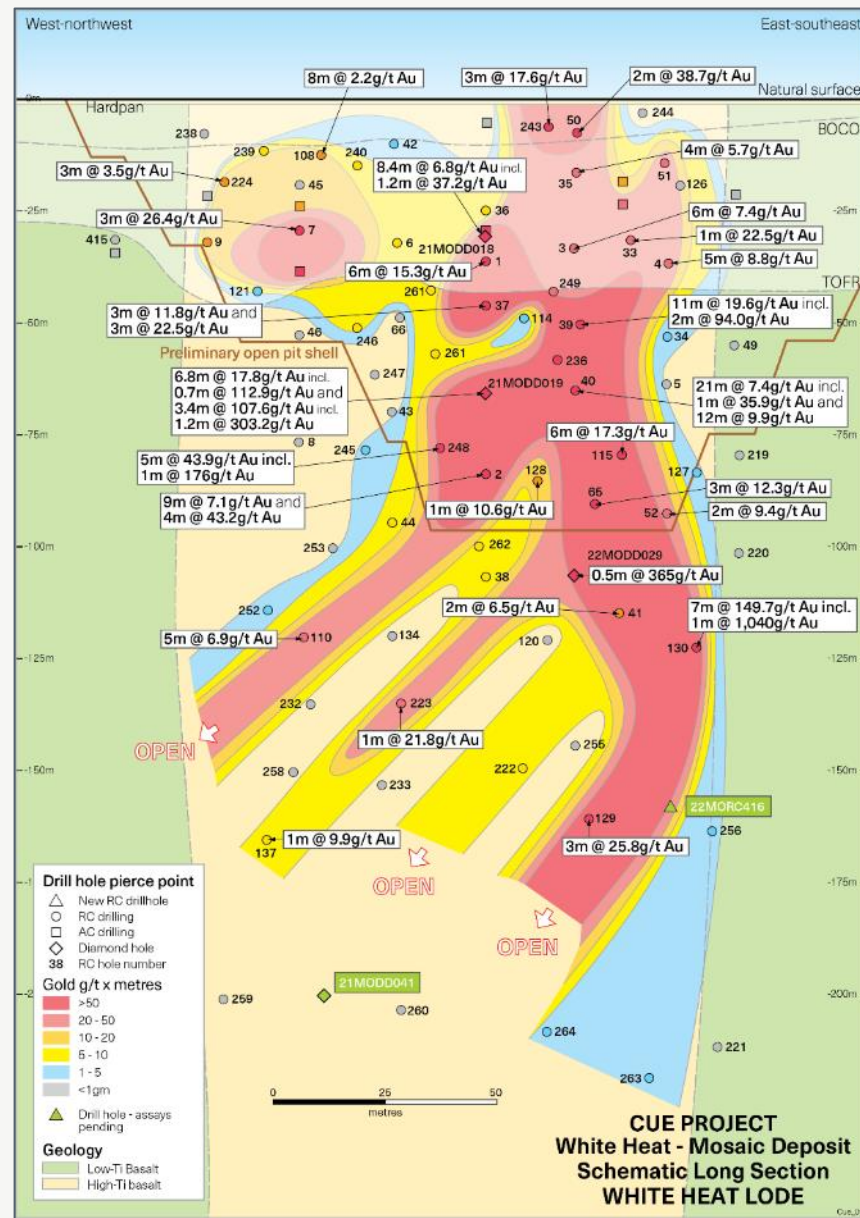 West-northwest
East-southeast
8m @ 2.2g/t Au
3m @ 17.6g/t Au
2m @ 38.7g/t Au
Natural surface
0m
Hardpan
BOCO
238
239
108
240
42
243
50
244
4m @ 5.7g/t Au
3m @ 3.5g/t Au
224
45
8.4m @ 6.8g/t Au incl.
1.2m @ 37.2g/t Au
35
51
126
-25m
-25m
3m @ 26.4g/t Au
7
36
6m @ 7.4g/t Au
415
9
6
21MODD018
3
33
1m @ 22.5g/t Au
6m @ 15.3g/t Au
1
4
5m @ 8.8g/t Au
TOFR
121
261
249
3m @ 11.8g/t Au and
3m @ 22.5g/t Au
37
11m @ 19.6g/t Au incl.
2m @ 94.0g/t Au
-50m
-50m
46
246
66
114
39
34
49
Preliminary open pit shell
261
236
6.8m @ 17.8g/t Au incl.
0.7m @ 112.9g/t Au and
3.4m @ 107.6g/t Au incl.
1.2m @ 303.2g/t Au
247
21MODD019
40
5
21m @ 7.4g/t Au incl.
1m @ 35.9g/t Au and
12m @ 9.9g/t Au
43
-75m
-75m
8
245
248
6m @ 17.3g/t Au
115
219
5m @ 43.9g/t Au incl.
1m @ 176g/t Au
2
128
127
9m @ 7.1g/t Au and
4m @ 43.2g/t Au
1m @ 10.6g/t Au
65
3m @ 12.3g/t Au
44
52
2m @ 9.4g/t Au
-100m
-100m
253
262
22MODD029
220
38
0.5m @ 365g/t Au
252
2m @ 6.5g/t Au
41
7m @ 149.7g/t Au incl.
1m @ 1,040g/t Au
5m @ 6.9g/t Au
110
134
120
130
-125m
-125m
232
223
OPEN
1m @ 21.8g/t Au
255
-150m
-150m
258
233
222
22MORC416
129
256
137
1m @ 9.9g/t Au
3m @ 25.8g/t Au
OPEN
-175m
OPEN
Drill hole pierce point
New RC drillhole
RC drilling
AC drilling
Diamond hole
38 RC hole number
Gold g/t x metres
>50
20 - 50
10 - 20
5 - 10
1 - 5
<1gm
Drill hole - assays
pending
Geology
Low-Ti Basalt
High-Ti basalt
21MODD041
259
260
-200m
264
221
263
0 25 50
metres
CUE PROJECT
White Heat - Mosaic Deposit
Schematic Long Section
WHITE HEAT LODE